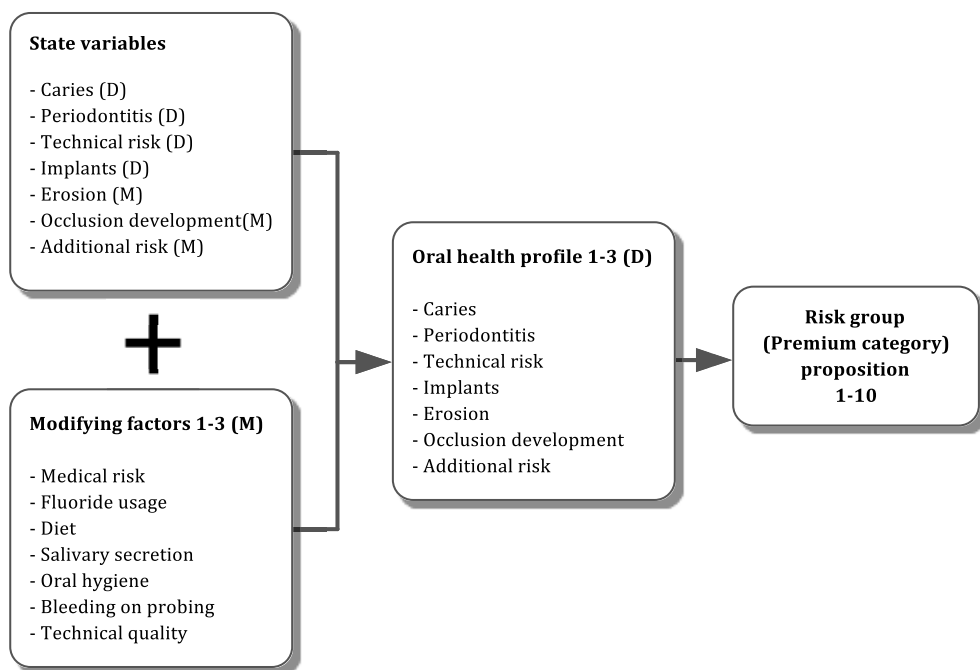 State variables
- Caries (D)
- Periodontitis (D)
- Technical risk (D)
- Implants (D)
- Erosion (M)
- Occlusion development(M)
- Additional risk (M)
+
Modifying factors 1-3 (M)
- Medical risk
- Fluoride usage
- Diet
- Salivary secretion
- Oral hygiene
- Bleeding on probing
- Technical quality
Oral health profile 1-3 (D)
- Caries
- Periodontitis
- Technical risk
- Implants
- Erosion
- Occlusion development
- Additional risk
Risk group
(Premium category)
proposition
1-10